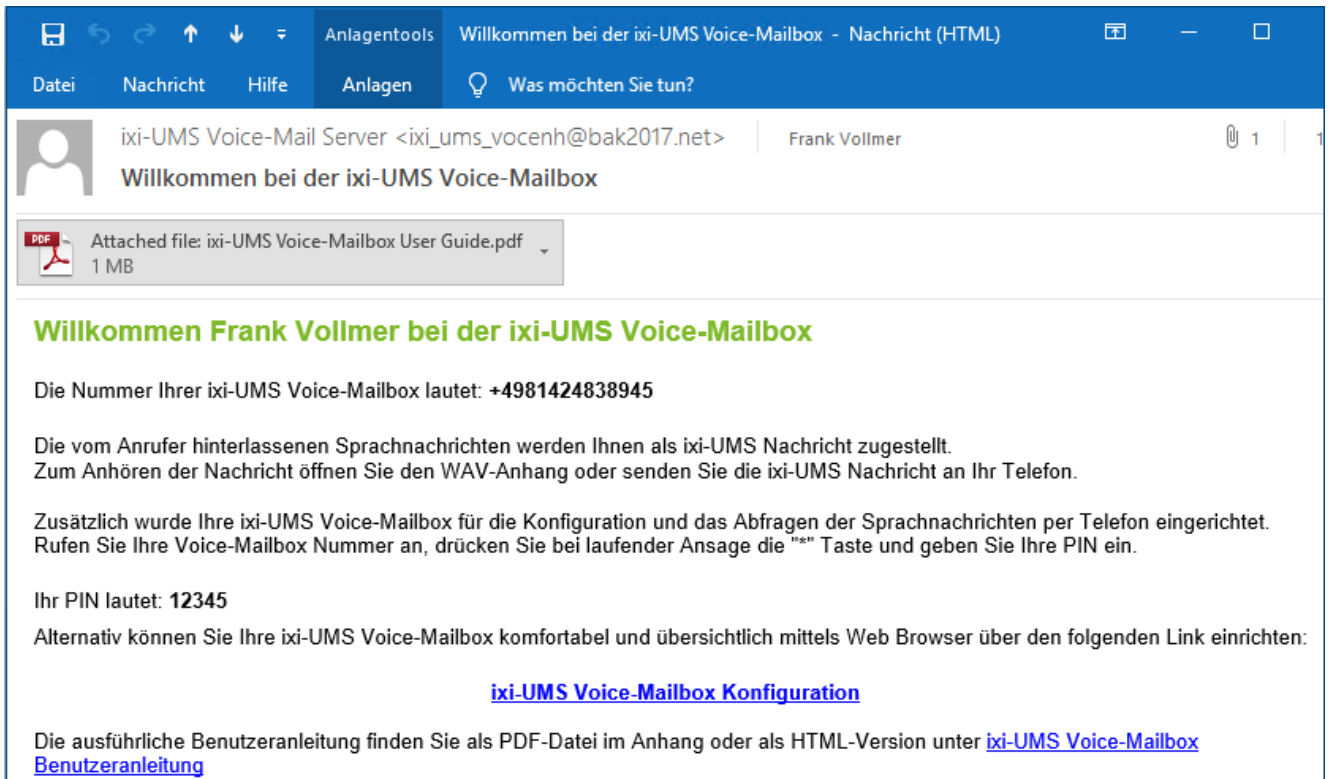 Anlagentools Willkommen bei der ixi-UMS Voice-Mailbox - Nachricht (HTML)
Datei Nachricht Hilfe Anlagen Was möchten Sie tun?
ixi-UMS Voice-Mail Server <ixi_ums_vocenh@bak2017.net> Frank Vollmer 1 1
Willkommen bei der ixi-UMS Voice-Mailbox
PDF
Attached file: ixi-UMS Voice-Mailbox User Guide.pdf
1 MB
Willkommen Frank Vollmer bei der ixi-UMS Voice-Mailbox
Die Nummer Ihrer ixi-UMS Voice-Mailbox lautet: +4981424838945
Die vom Anrufer hinterlassenen Sprachnachrichten werden Ihnen als ixi-UMS Nachricht zugestellt.
Zum Anhören der Nachricht öffnen Sie den WAV-Anhang oder senden Sie die ixi-UMS Nachricht an Ihr Telefon.
Zusätzlich wurde Ihre ixi-UMS Voice-Mailbox für die Konfiguration und das Abfragen der Sprachnachrichten per Telefon eingerichtet.
Rufen Sie Ihre Voice-Mailbox Nummer an, drücken Sie bei laufender Ansage die "*" Taste und geben Sie Ihre PIN ein.
Ihr PIN lautet: 12345
Alternativ können Sie Ihre ixi-UMS Voice-Mailbox komfortabel und übersichtlich mittels Web Browser über den folgenden Link einrichten:
ixi-UMS Voice-Mailbox Konfiguration
Die ausführliche Benutzeranleitung finden Sie als PDF-Datei im Anhang oder als HTML-Version unter ixi-UMS Voice-Mailbox
Benutzeranleitung